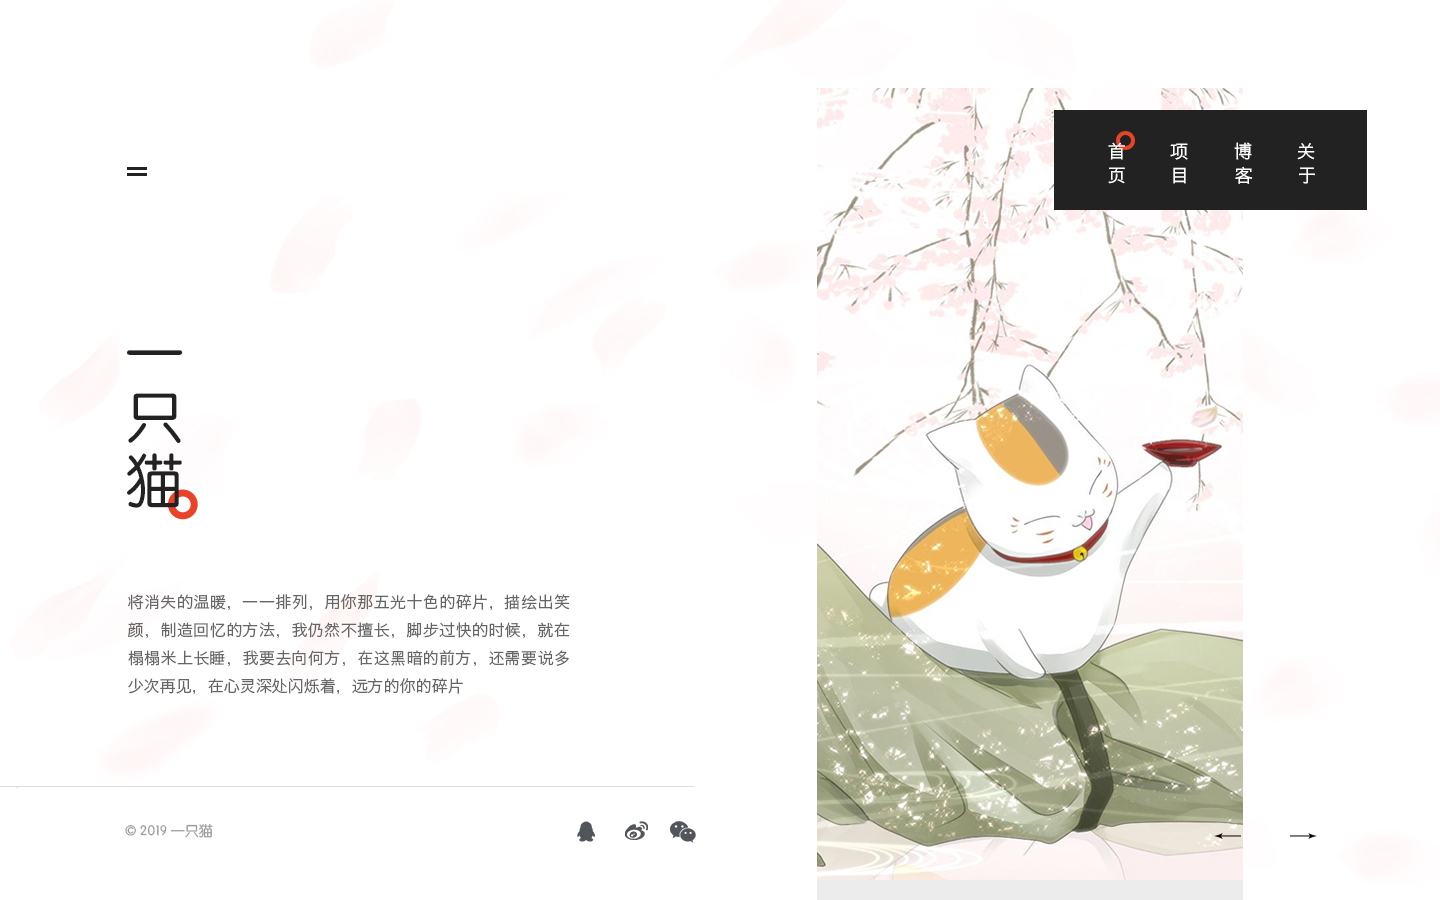 首页
项目
博客
关于
一只猫
将消失的温暖，一一排列，用你那五光十色的碎片，描绘出笑
颜，制造回忆的方法，我仍然不擅长，脚步过快的时候，就在
榻榻米上长睡，我要去向何方，在这黑暗的前方，还需要说多
少次再见，在心灵深处闪烁着，远方的你的碎片
© 2019 一只猫